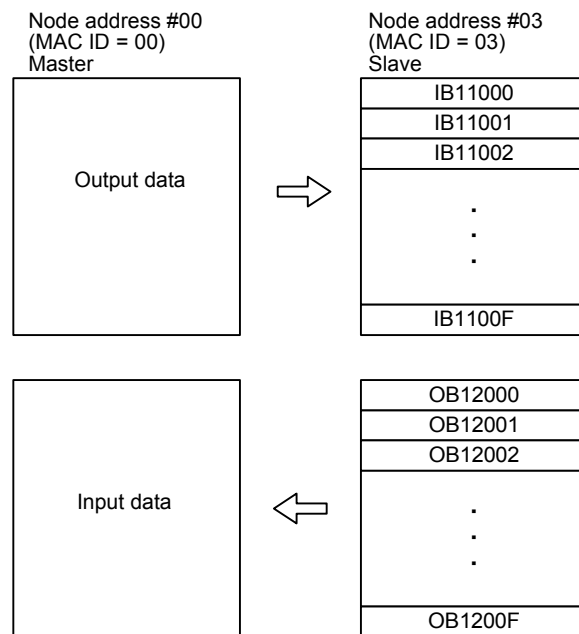 Node address #00
(MAC ID = 00)
Master
Node address #03
(MAC ID = 03)
Slave
Output data
IB11000
IB11001
IB11002
.
.
.
IB1100F
Input data
OB12000
OB12001
OB12002
.
.
.
OB1200F